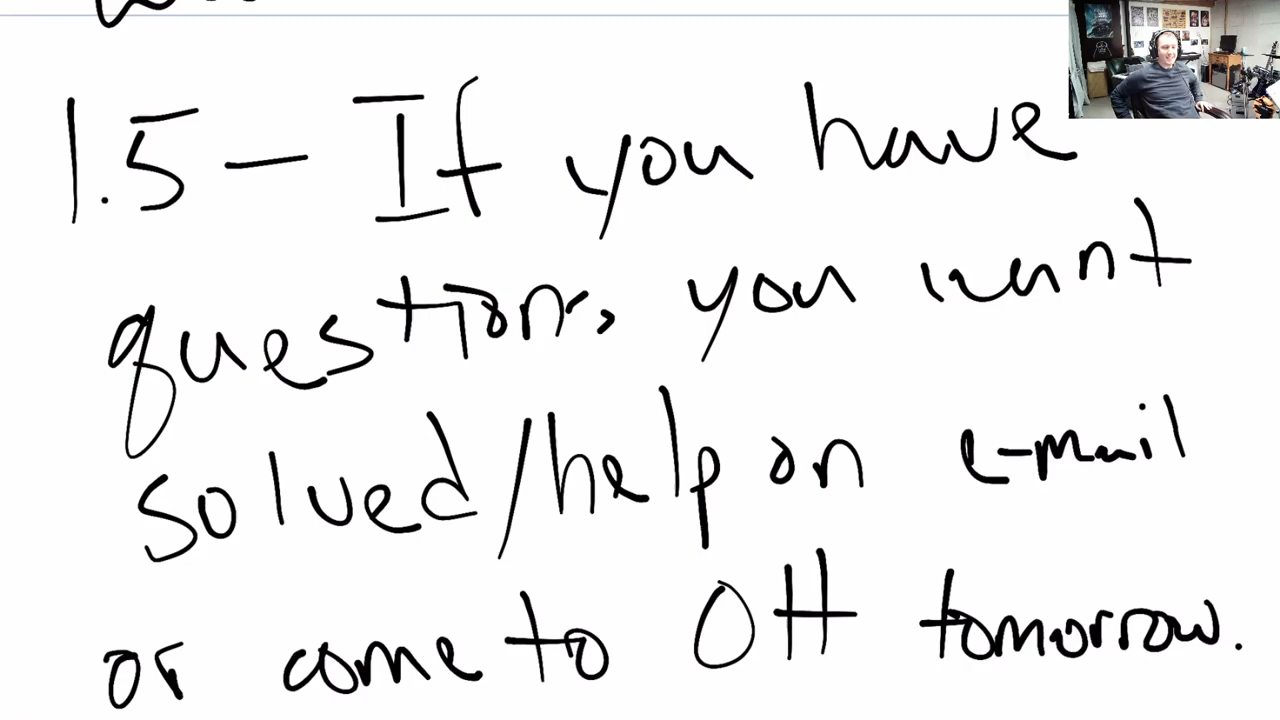 1.5 - If you have
questions, you want
solved/help on e-mail
or come to OH tomorrow.